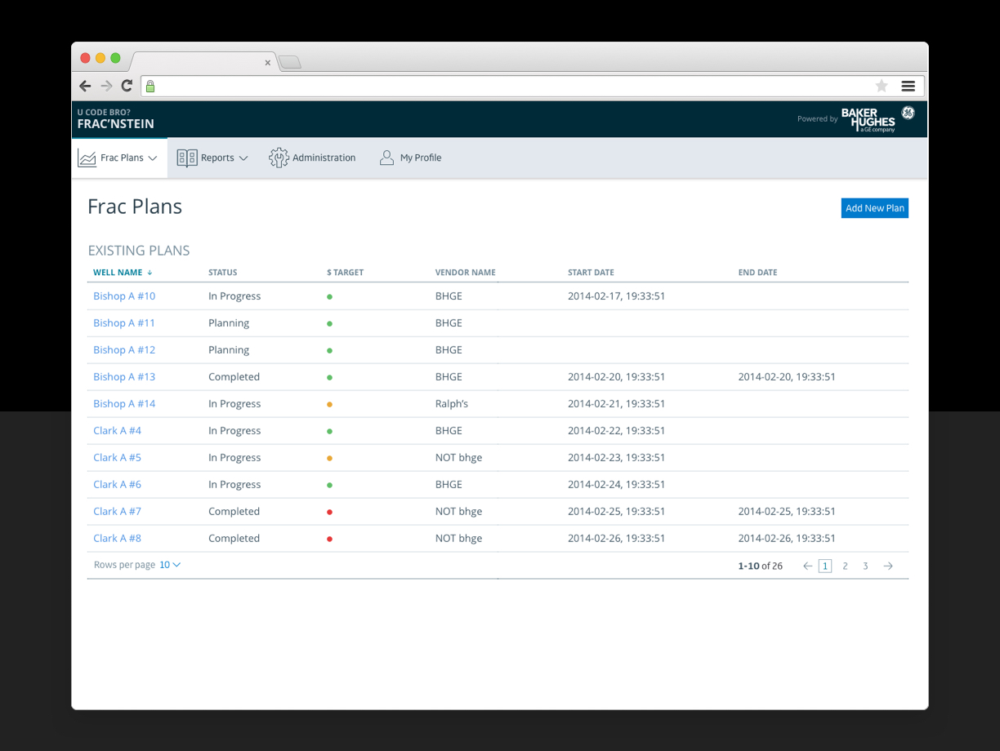 ×
U CODE BRO?
FRAC'NSTEIN
Powered by
BAKER
HUGHES
a GE company
Frac Plans
Reports
Administration
My Profile
Frac Plans
Add New Plan
EXISTING PLANS
WELL NAME ↓ STATUS $ TARGET VENDOR NAME START DATE END DATE
Bishop A #10 In Progress BHGE 2014-02-17, 19:33:51
Bishop A #11 Planning BHGE
Bishop A #12 Planning BHGE
Bishop A #13 Completed BHGE 2014-02-20, 19:33:51 2014-02-20, 19:33:51
Bishop A #14 In Progress Ralph's 2014-02-21, 19:33:51
Clark A #4 In Progress BHGE 2014-02-22, 19:33:51
Clark A #5 In Progress NOT bhge 2014-02-23, 19:33:51
Clark A #6 In Progress BHGE 2014-02-24, 19:33:51
Clark A #7 Completed NOT bhge 2014-02-25, 19:33:51 2014-02-25, 19:33:51
Clark A #8 Completed NOT bhge 2014-02-26, 19:33:51 2014-02-26, 19:33:51
Rows per page 10 1-10 of 26 ← 1 2 3 →